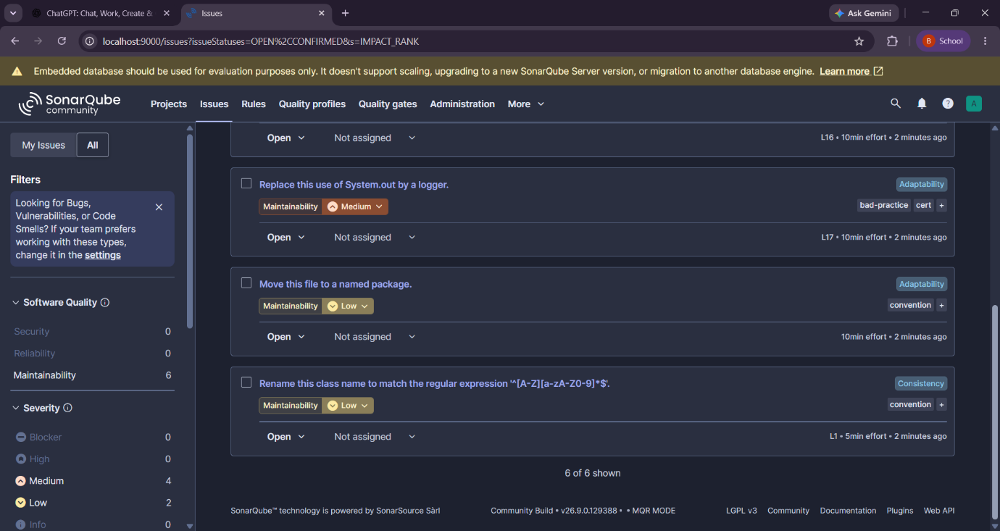 ChatGPT: Chat, Work, Create &
Issues
Ask Gemini
localhost:9000/issues?issueStatuses=OPEN%2CCONFIRMED&s=IMPACT_RANK
B School
Embedded database should be used for evaluation purposes only. It doesn't support scaling, upgrading to a new SonarQube Server version, or migration to another database engine. Learn more
SonarQube
community
Projects Issues Rules Quality profiles Quality gates Administration More
? A
My Issues All
Filters
Looking for Bugs,
Vulnerabilities, or Code
Smells? If your team prefers
working with these types,
change it in the settings
Software Quality
Security 0
Reliability 0
Maintainability 6
Severity
Blocker 0
High 0
Medium 4
Low 2
Info 0
Open Not assigned L16 • 10min effort • 2 minutes ago
Replace this use of System.out by a logger. Adaptability
Maintainability Medium bad-practice cert +
Open Not assigned L17 • 10min effort • 2 minutes ago
Move this file to a named package. Adaptability
Maintainability Low convention +
Open Not assigned 10min effort • 2 minutes ago
Rename this class name to match the regular expression '^[A-Z][a-zA-Z0-9]*$'. Consistency
Maintainability Low convention +
Open Not assigned L1 • 5min effort • 2 minutes ago
6 of 6 shown
SonarQube™ technology is powered by SonarSource Sàrl Community Build • v26.9.0.129388 • • MQR MODE LGPL v3 Community Documentation Plugins Web API